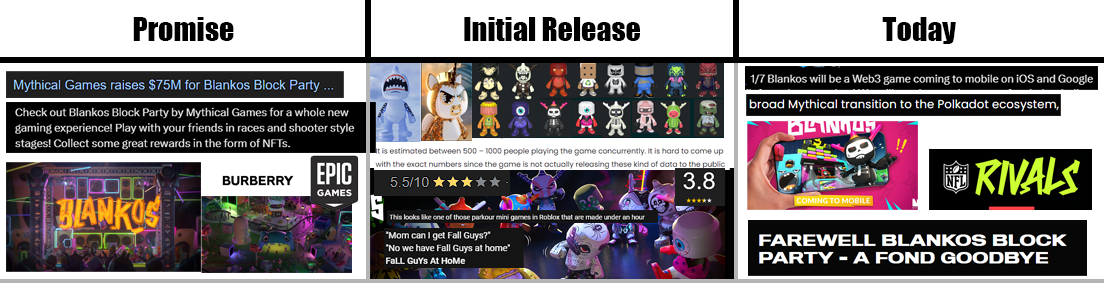 Promise
Initial Release
Today
Mythical Games raises $75M for Blankos Block Party ...
Check out Blankos Block Party by Mythical Games for a whole new
gaming experience! Play with your friends in races and shooter style
stages! Collect some great rewards in the form of NFTs.
BLANKOS
BURBERRY
EPIC
GAMES
It is estimated between 500 – 1000 people playing the game concurrently. It is hard to come up
with the exact numbers since the game is not actually releasing these kind of data to the public
5.5/10
3.8
This looks like one of those parkour mini games in Roblox that are made under an hour
"Mom can I get Fall Guys?"
"No we have Fall Guys at home"
FaLL GuYs At HoMe
1/7 Blankos will be a Web3 game coming to mobile on iOS and Google
broad Mythical transition to the Polkadot ecosystem,
BLANKOS
COMING TO MOBILE
NFL
RIVALS
FAREWELL BLANKOS BLOCK
PARTY - A FOND GOODBYE